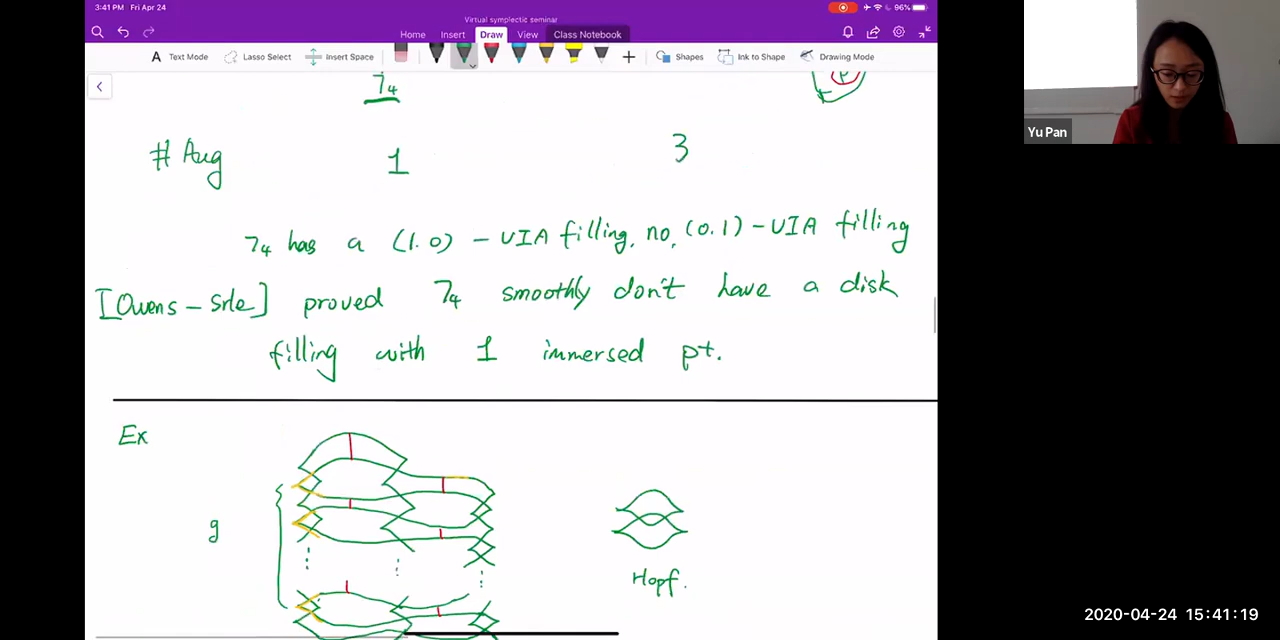 3:41 PM Fri Apr 24
96%
Virtual symplectic seminar
Home Insert Draw View Class Notebook
Text Mode Lasso Select Insert Space Shapes Ink to Shape Drawing Mode
7₄
# Aug 1 3
7₄ has a (1.0) - UIA filling, no (0.1) - UIA filling
[Owens - Srle] proved 7₄ smoothly don't have a disk
filling with 1 immersed pt.
Ex
g
Hopf.
Yu Pan
2020-04-24 15:41:19